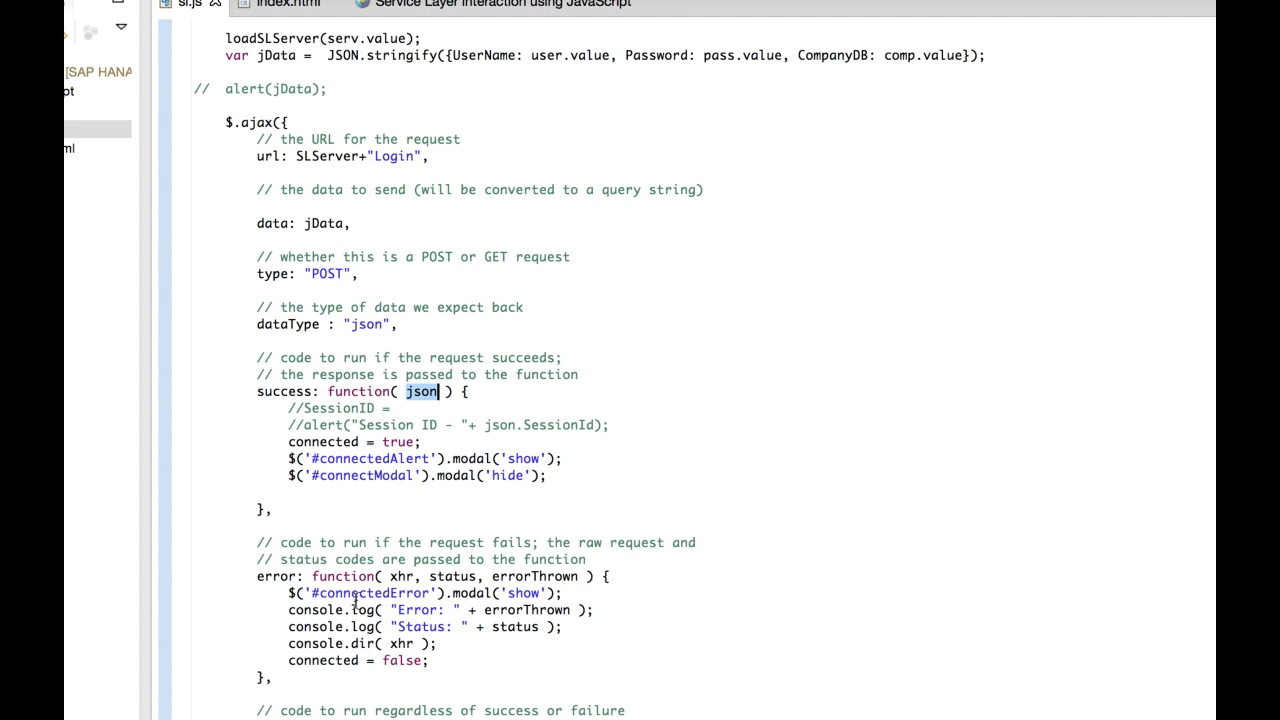 sl.js
index.html
Service Layer interaction using JavaScript
[SAP HANA
pt
ml
loadSLServer(serv.value);
var jData =  JSON.stringify({UserName: user.value, Password: pass.value, CompanyDB: comp.value});
//  alert(jData);
$.ajax({
// the URL for the request
url: SLServer+"Login",
// the data to send (will be converted to a query string)
data: jData,
// whether this is a POST or GET request
type: "POST",
// the type of data we expect back
dataType : "json",
// code to run if the request succeeds;
// the response is passed to the function
success: function( json ) {
//SessionID =
//alert("Session ID - "+ json.SessionId);
connected = true;
$('#connectedAlert').modal('show');
$('#connectModal').modal('hide');
},
// code to run if the request fails; the raw request and
// status codes are passed to the function
error: function( xhr, status, errorThrown ) {
$('#connectedError').modal('show');
console.log( "Error: " + errorThrown );
console.log( "Status: " + status );
console.dir( xhr );
connected = false;
},
// code to run regardless of success or failure